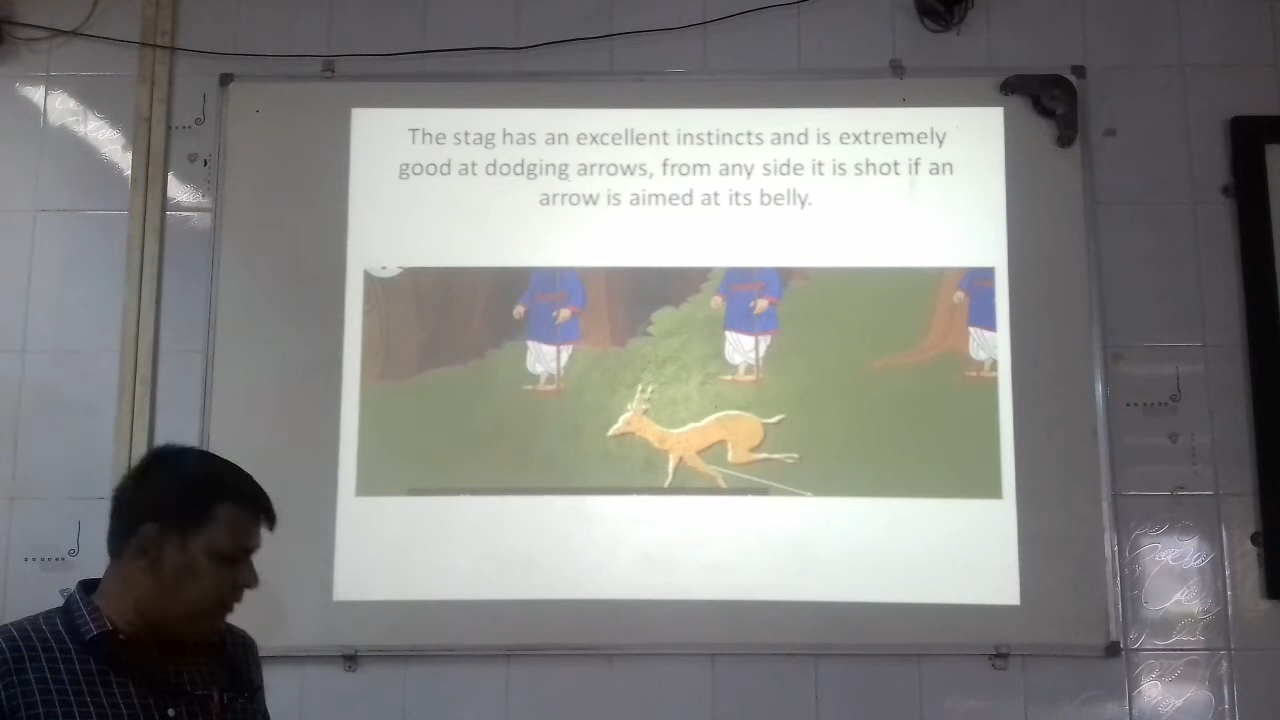 The stag has an excellent instincts and is extremely
good at dodging arrows, from any side it is shot if an
arrow is aimed at its belly.